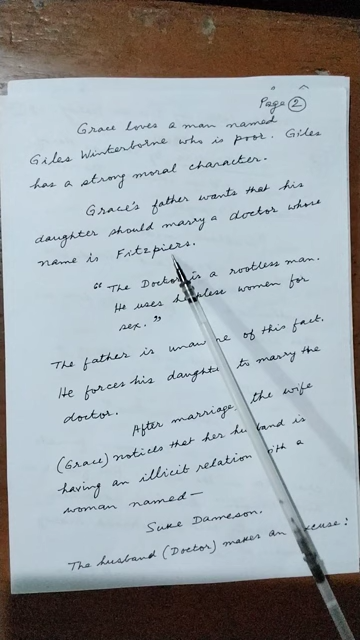 Page 2
Grace loves a man named
Giles Winterborne who is poor. Giles
has a strong moral character.
Grace's father wants that his
daughter should marry a doctor whose
name is Fritzpiers.
"The Doctor is a rootless man.
He uses helpless women for
sex."
The father is unaware of this fact.
He forces his daughter to marry the
doctor.
After marriage, the wife
(Grace) notices that her husband is
having an illicit relation with a
woman named—
Suke Dameson.
The husband (Doctor) makes an excuse: